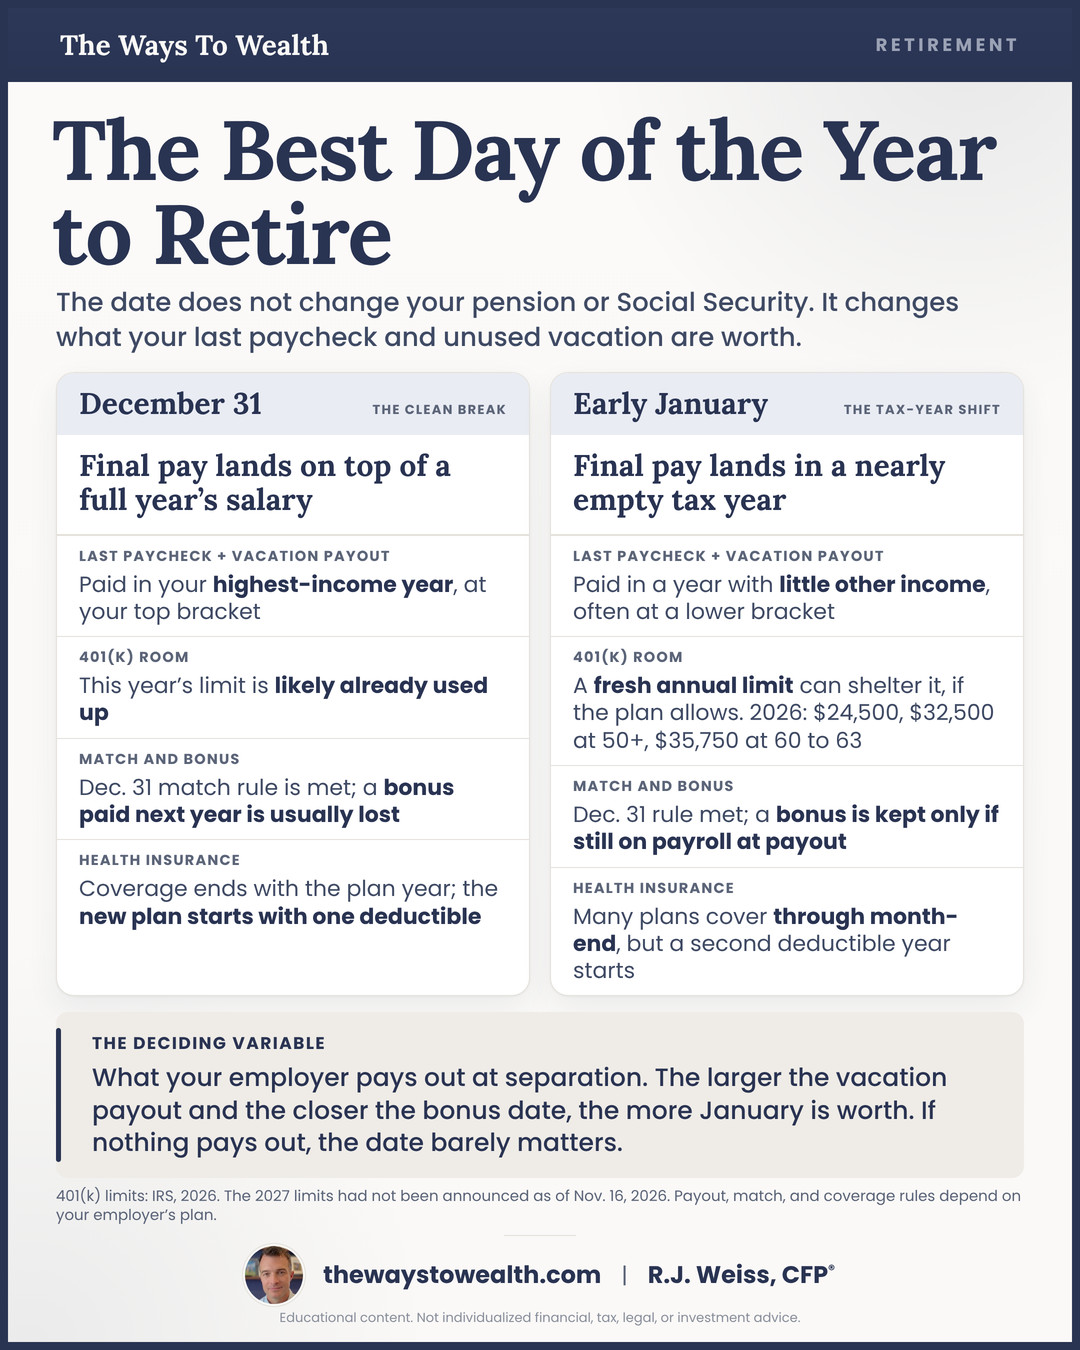 The Ways To Wealth
RETIREMENT
The Best Day of the Year
to Retire
The date does not change your pension or Social Security. It changes
what your last paycheck and unused vacation are worth.
December 31
THE CLEAN BREAK
Final pay lands on top of a
full year’s salary
LAST PAYCHECK + VACATION PAYOUT
Paid in your highest-income year, at
your top bracket
401(K) ROOM
This year’s limit is likely already used
up
MATCH AND BONUS
Dec. 31 match rule is met; a bonus
paid next year is usually lost
HEALTH INSURANCE
Coverage ends with the plan year; the
new plan starts with one deductible
Early January
THE TAX-YEAR SHIFT
Final pay lands in a nearly
empty tax year
LAST PAYCHECK + VACATION PAYOUT
Paid in a year with little other income,
often at a lower bracket
401(K) ROOM
A fresh annual limit can shelter it, if
the plan allows. 2026: $24,500, $32,500
at 50+, $35,750 at 60 to 63
MATCH AND BONUS
Dec. 31 rule met; a bonus is kept only if
still on payroll at payout
HEALTH INSURANCE
Many plans cover through month-
end, but a second deductible year
starts
THE DECIDING VARIABLE
What your employer pays out at separation. The larger the vacation
payout and the closer the bonus date, the more January is worth. If
nothing pays out, the date barely matters.
401(k) limits: IRS, 2026. The 2027 limits had not been announced as of Nov. 16, 2026. Payout, match, and coverage rules depend on
your employer’s plan.
thewaystowealth.com | R.J. Weiss, CFP®
Educational content. Not individualized financial, tax, legal, or investment advice.